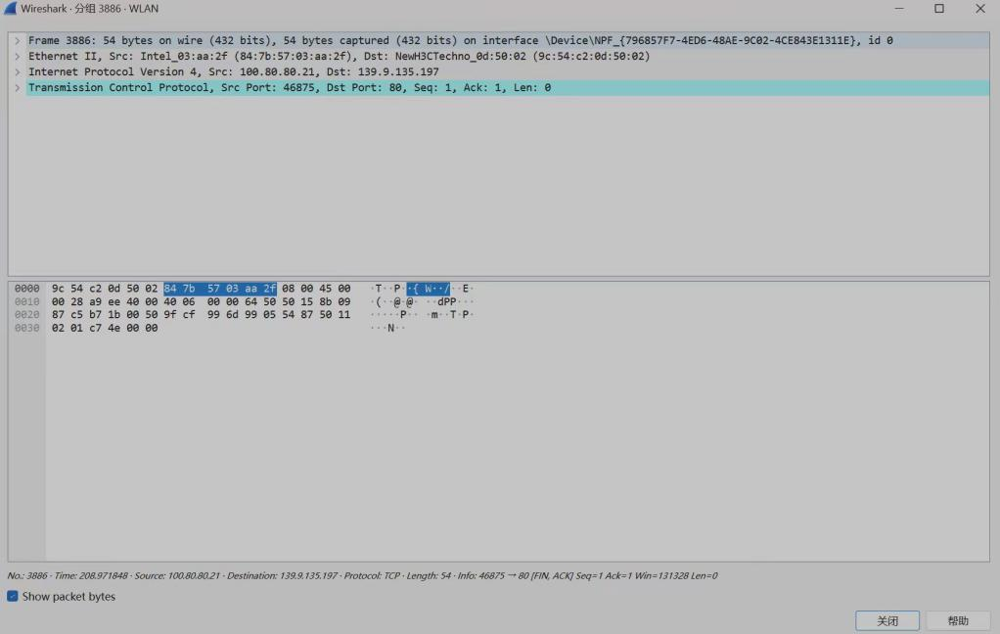 Wireshark · 分组 3886 · WLAN
Frame 3886: 54 bytes on wire (432 bits), 54 bytes captured (432 bits) on interface \Device\NPF_{796857F7-4ED6-48AE-9C02-4CE843E1311E}, id 0
Ethernet II, Src: Intel_03:aa:2f (84:7b:57:03:aa:2f), Dst: NewH3CTechno_0d:50:02 (9c:54:c2:0d:50:02)
Internet Protocol Version 4, Src: 100.80.80.21, Dst: 139.9.135.197
Transmission Control Protocol, Src Port: 46875, Dst Port: 80, Seq: 1, Ack: 1, Len: 0
0000 9c 54 c2 0d 50 02 84 7b 57 03 aa 2f 08 00 45 00 ·T··P··{ W··/··E·
0010 00 28 a9 ee 40 00 40 06 00 00 64 50 50 15 8b 09 ·(··@·@· ··dPP···
0020 87 c5 b7 1b 00 50 9f cf 99 6d 99 05 54 87 50 11 ·····P·· ·m··T·P·
0030 02 01 c7 4e 00 00 ···N··
No.: 3886 · Time: 208.971848 · Source: 100.80.80.21 · Destination: 139.9.135.197 · Protocol: TCP · Length: 54 · Info: 46875 → 80 [FIN, ACK] Seq=1 Ack=1 Win=131328 Len=0
Show packet bytes
关闭 帮助